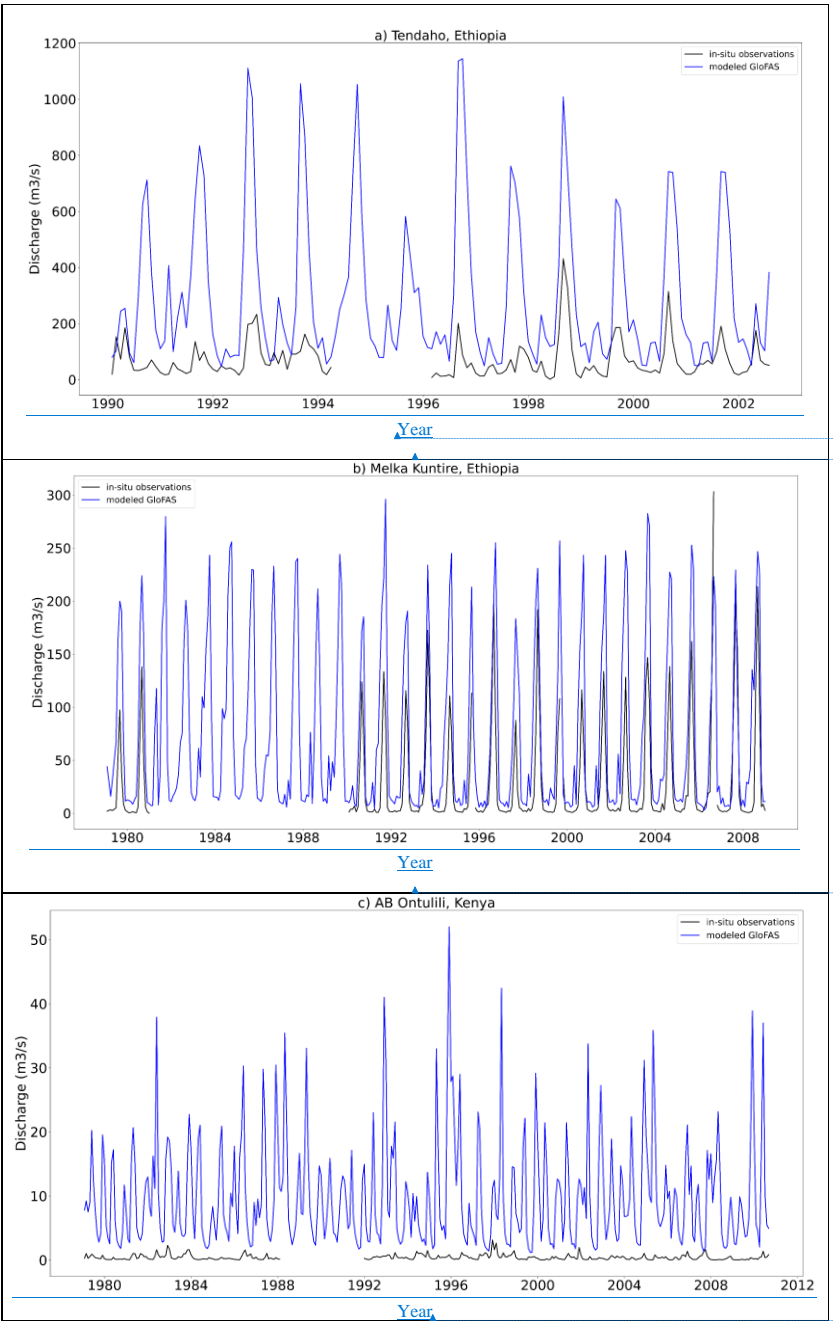 a) Tendaho, Ethiopia
in-situ observations
modeled GloFAS
1200
1000
800
600
400
200
0
Discharge (m3/s)
1990 1992 1994 1996 1998 2000 2002
Year
b) Melka Kuntire, Ethiopia
in-situ observations
modeled GloFAS
300
250
200
150
100
50
0
Discharge (m3/s)
1980 1984 1988 1992 1996 2000 2004 2008
Year
c) AB Ontulili, Kenya
in-situ observations
modeled GloFAS
50
40
30
20
10
0
Discharge (m3/s)
1980 1984 1988 1992 1996 2000 2004 2008 2012
Year